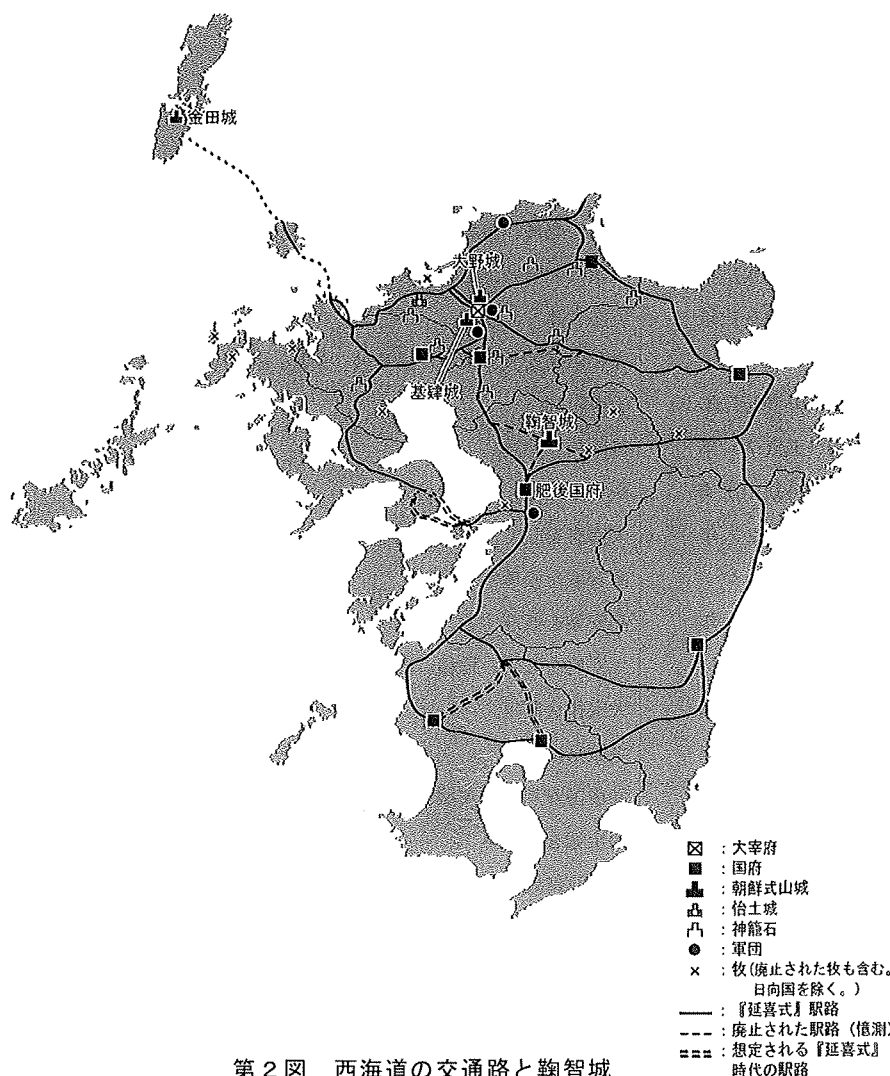 金田城
大野城
基肄城
鞠智城
肥後国府
：大宰府
：国府
：朝鮮式山城
：怡土城
：神籠石
：軍団
：牧（廃止された牧も含む。
日向国を除く。）
：『延喜式』駅路
：廃止された駅路（憶測）
：想定される『延喜式』
時代の駅路
第２図　西海道の交通路と鞠智城